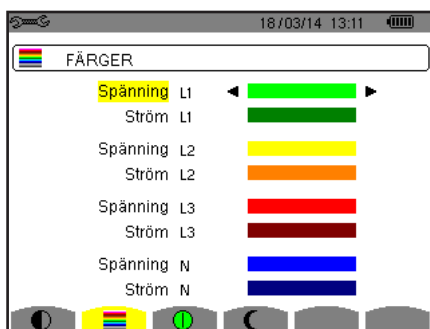 18/03/14 13:11
FÄRGER
Spänning L1
Ström L1
Spänning L2
Ström L2
Spänning L3
Ström L3
Spänning N
Ström N